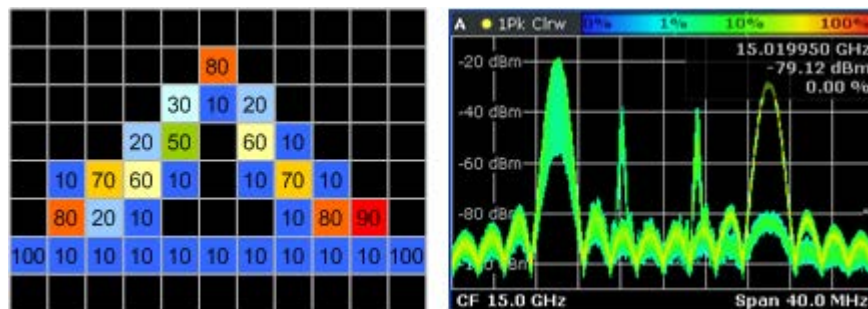 80
30 10 20
20 50 60 10
10 70 60 10 10 70 10
80 20 10 10 80 90
100 10 10 10 10 10 10 10 10 10 100
A 1Pk Clrw 0% 1% 10% 100%
15.019950 GHz
-79.12 dBm
0.00 %
-20 dBm
-40 dBm
-60 dBm
-80 dBm
-100 dBm
CF 15.0 GHz Span 40.0 MHz